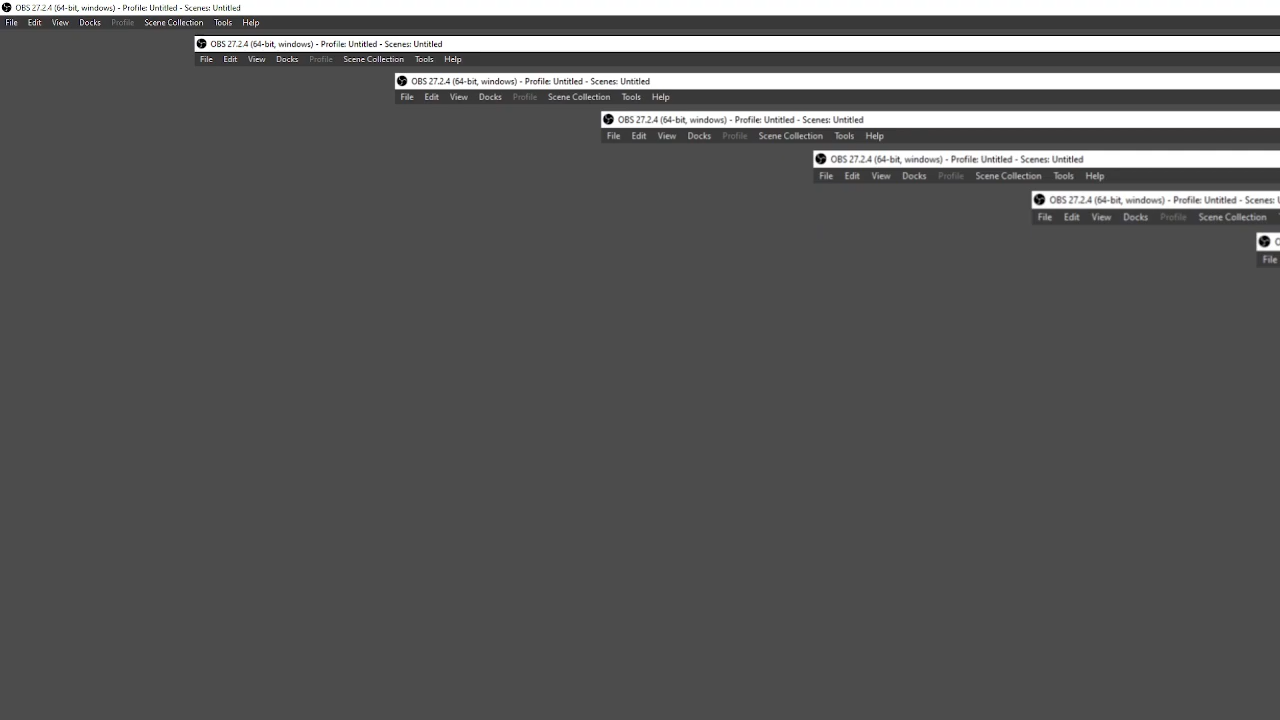 OBS 27.2.4 (64-bit, windows) - Profile: Untitled - Scenes: Untitled
File Edit View Docks Profile Scene Collection Tools Help
OBS 27.2.4 (64-bit, windows) - Profile: Untitled - Scenes: Untitled
File Edit View Docks Profile Scene Collection Tools Help
OBS 27.2.4 (64-bit, windows) - Profile: Untitled - Scenes: Untitled
File Edit View Docks Profile Scene Collection Tools Help
OBS 27.2.4 (64-bit, windows) - Profile: Untitled - Scenes: Untitled
File Edit View Docks Profile Scene Collection Tools Help
OBS 27.2.4 (64-bit, windows) - Profile: Untitled - Scenes: Untitled
File Edit View Docks Profile Scene Collection Tools Help
OBS 27.2.4 (64-bit, windows) - Profile: Untitled - Scenes:
File Edit View Docks Profile Scene Collection
File